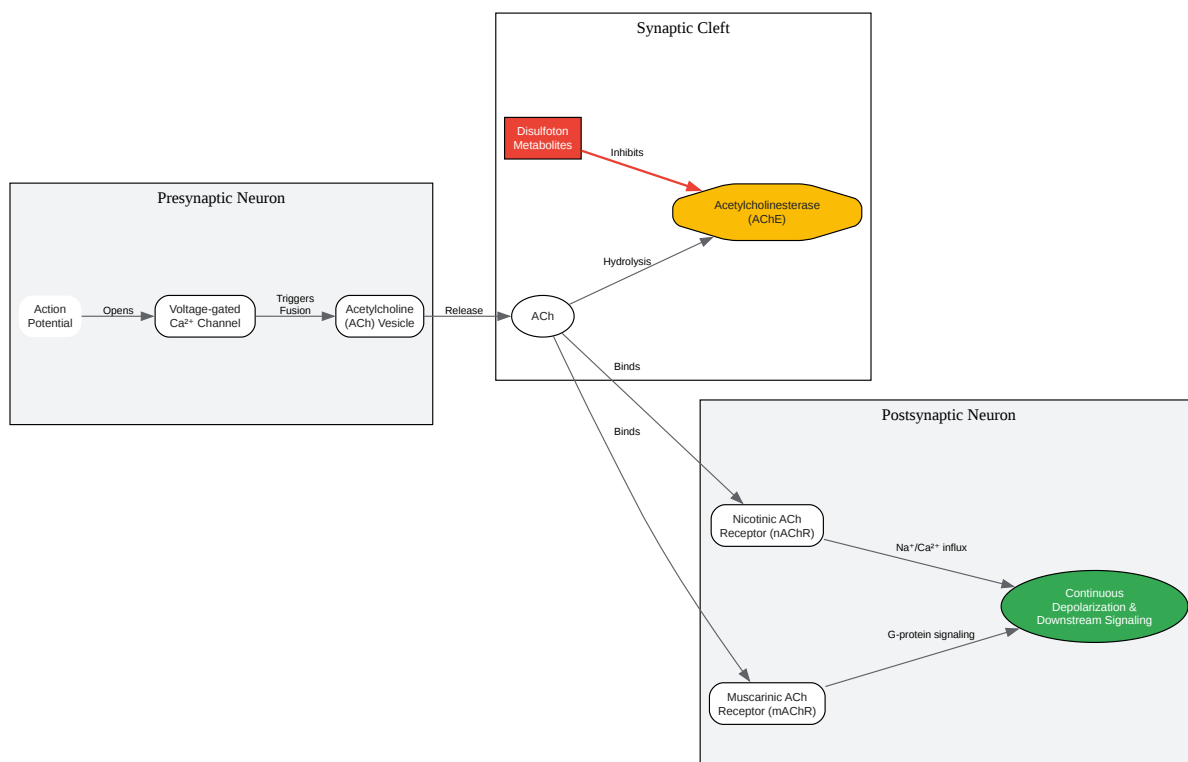 Synaptic Cleft
Disulfoton
Metabolites
Inhibits
Acetylcholinesterase
(AChE)
Hydrolysis
Presynaptic Neuron
Action
Potential
Opens
Voltage-gated
Ca²⁺ Channel
Triggers
Fusion
Acetylcholine
(ACh) Vesicle
Release
ACh
Binds
Binds
Postsynaptic Neuron
Nicotinic ACh
Receptor (nAChR)
Na⁺/Ca²⁺ influx
Continuous
Depolarization &
Downstream Signaling
G-protein signaling
Muscarinic ACh
Receptor (mAChR)